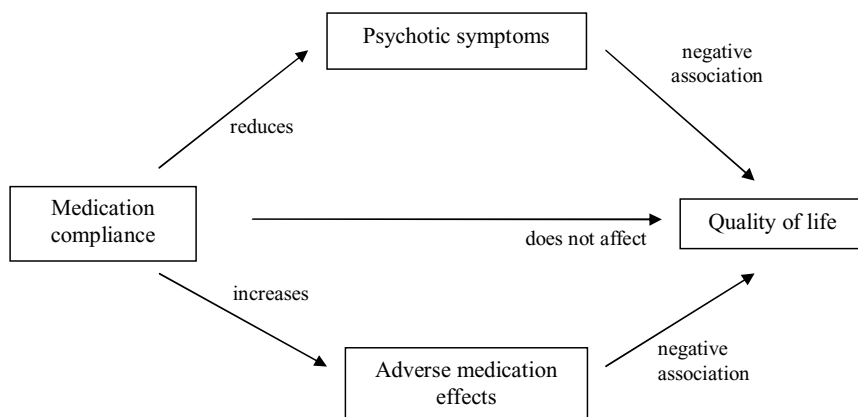 Psychotic symptoms
negative
association
reduces
Medication
compliance
does not affect
Quality of life
increases
Adverse medication
effects
negative
association